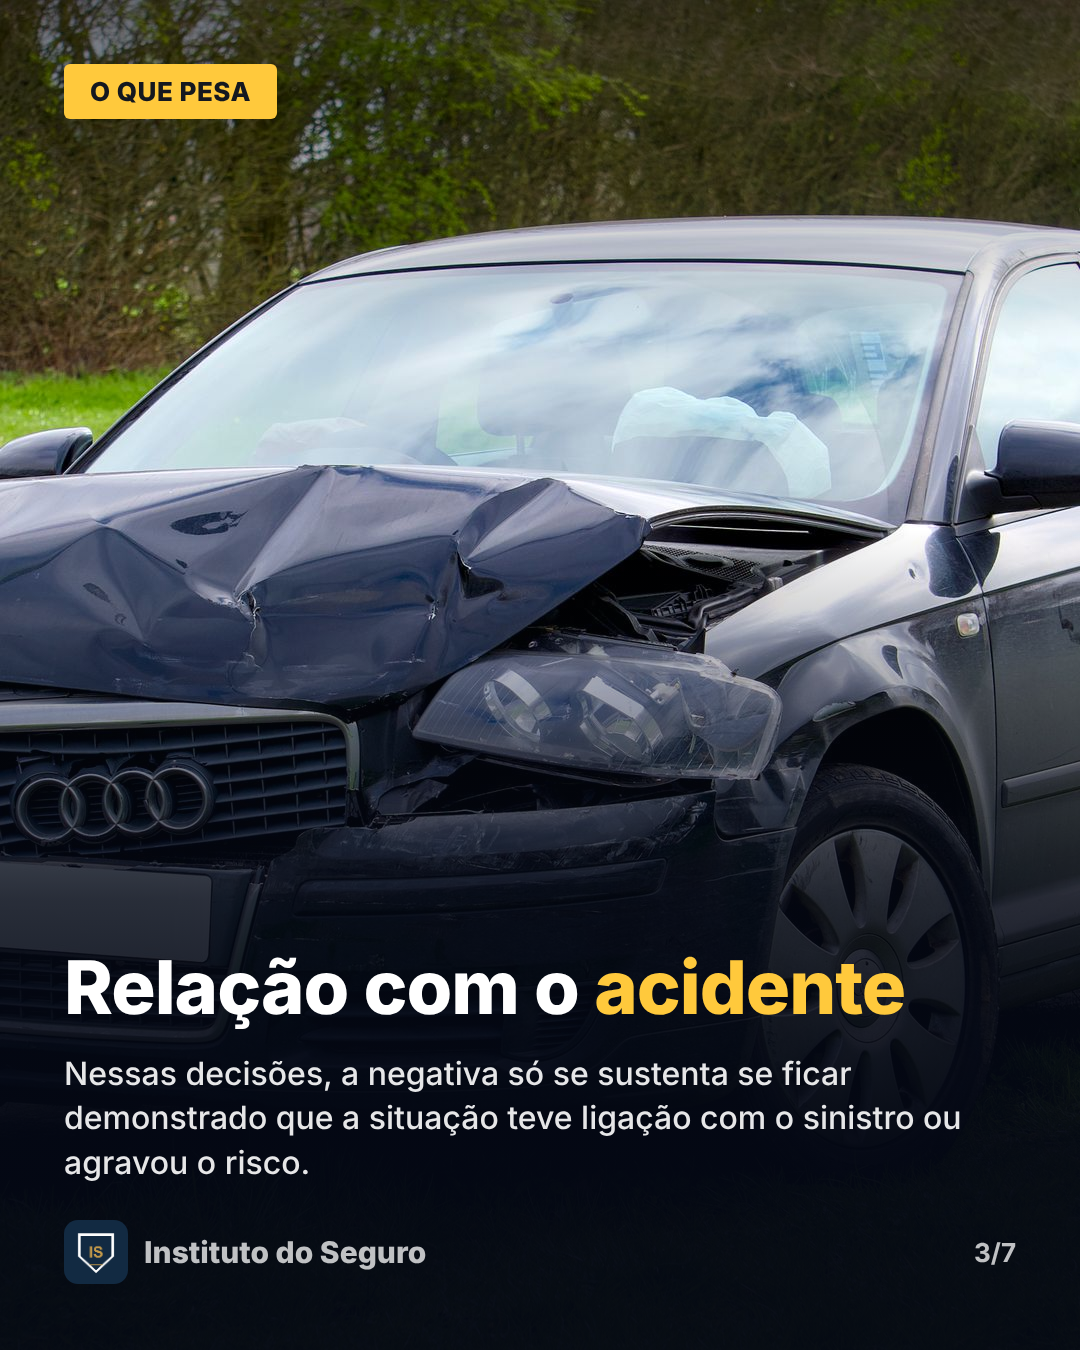 O QUE PESA
Relação com o acidente
Nessas decisões, a negativa só se sustenta se ficar
demonstrado que a situação teve ligação com o sinistro ou
agravou o risco.
IS
Instituto do Seguro
3/7